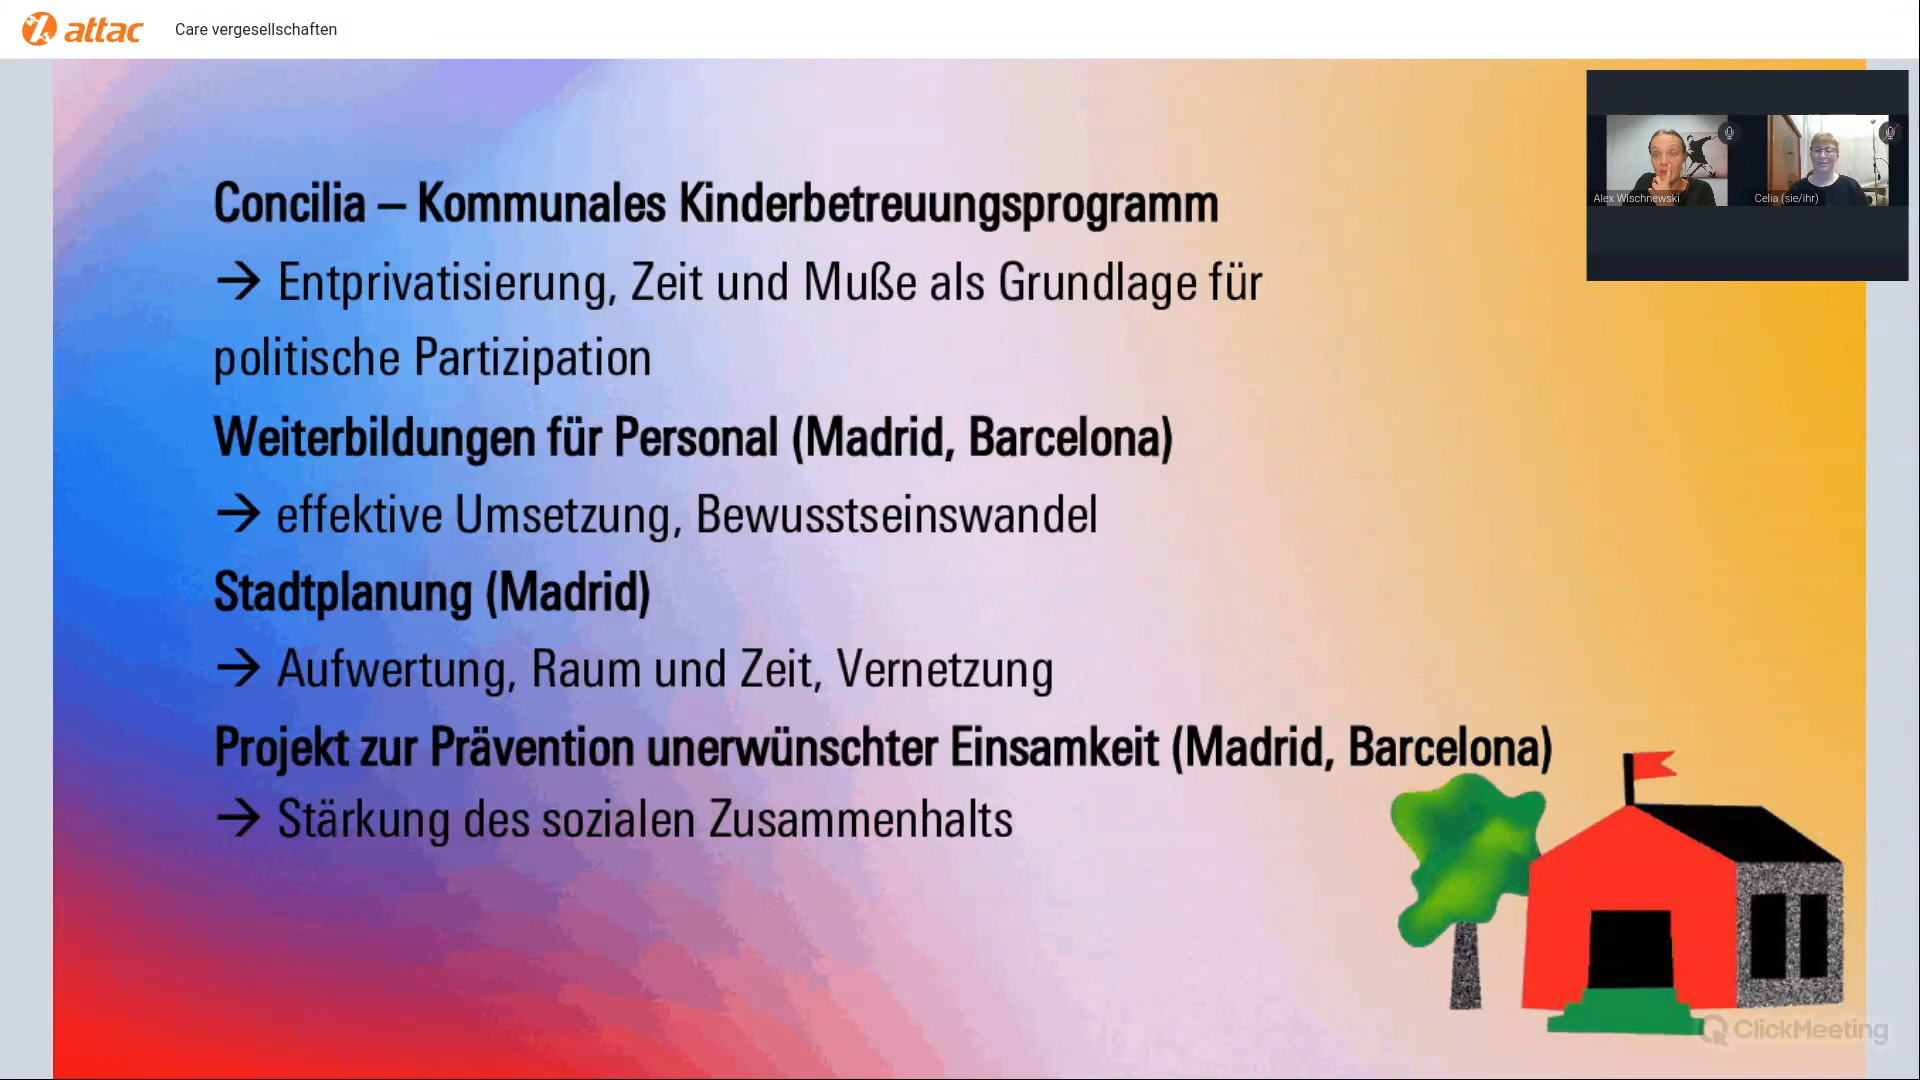 attac
Care vergesellschaften
Alex Wischnewski
Celia (sie/ihr)
Concilia – Kommunales Kinderbetreuungsprogramm
→ Entprivatisierung, Zeit und Muße als Grundlage für
politische Partizipation
Weiterbildungen für Personal (Madrid, Barcelona)
→ effektive Umsetzung, Bewusstseinswandel
Stadtplanung (Madrid)
→ Aufwertung, Raum und Zeit, Vernetzung
Projekt zur Prävention unerwünschter Einsamkeit (Madrid, Barcelona)
→ Stärkung des sozialen Zusammenhalts
ClickMeeting